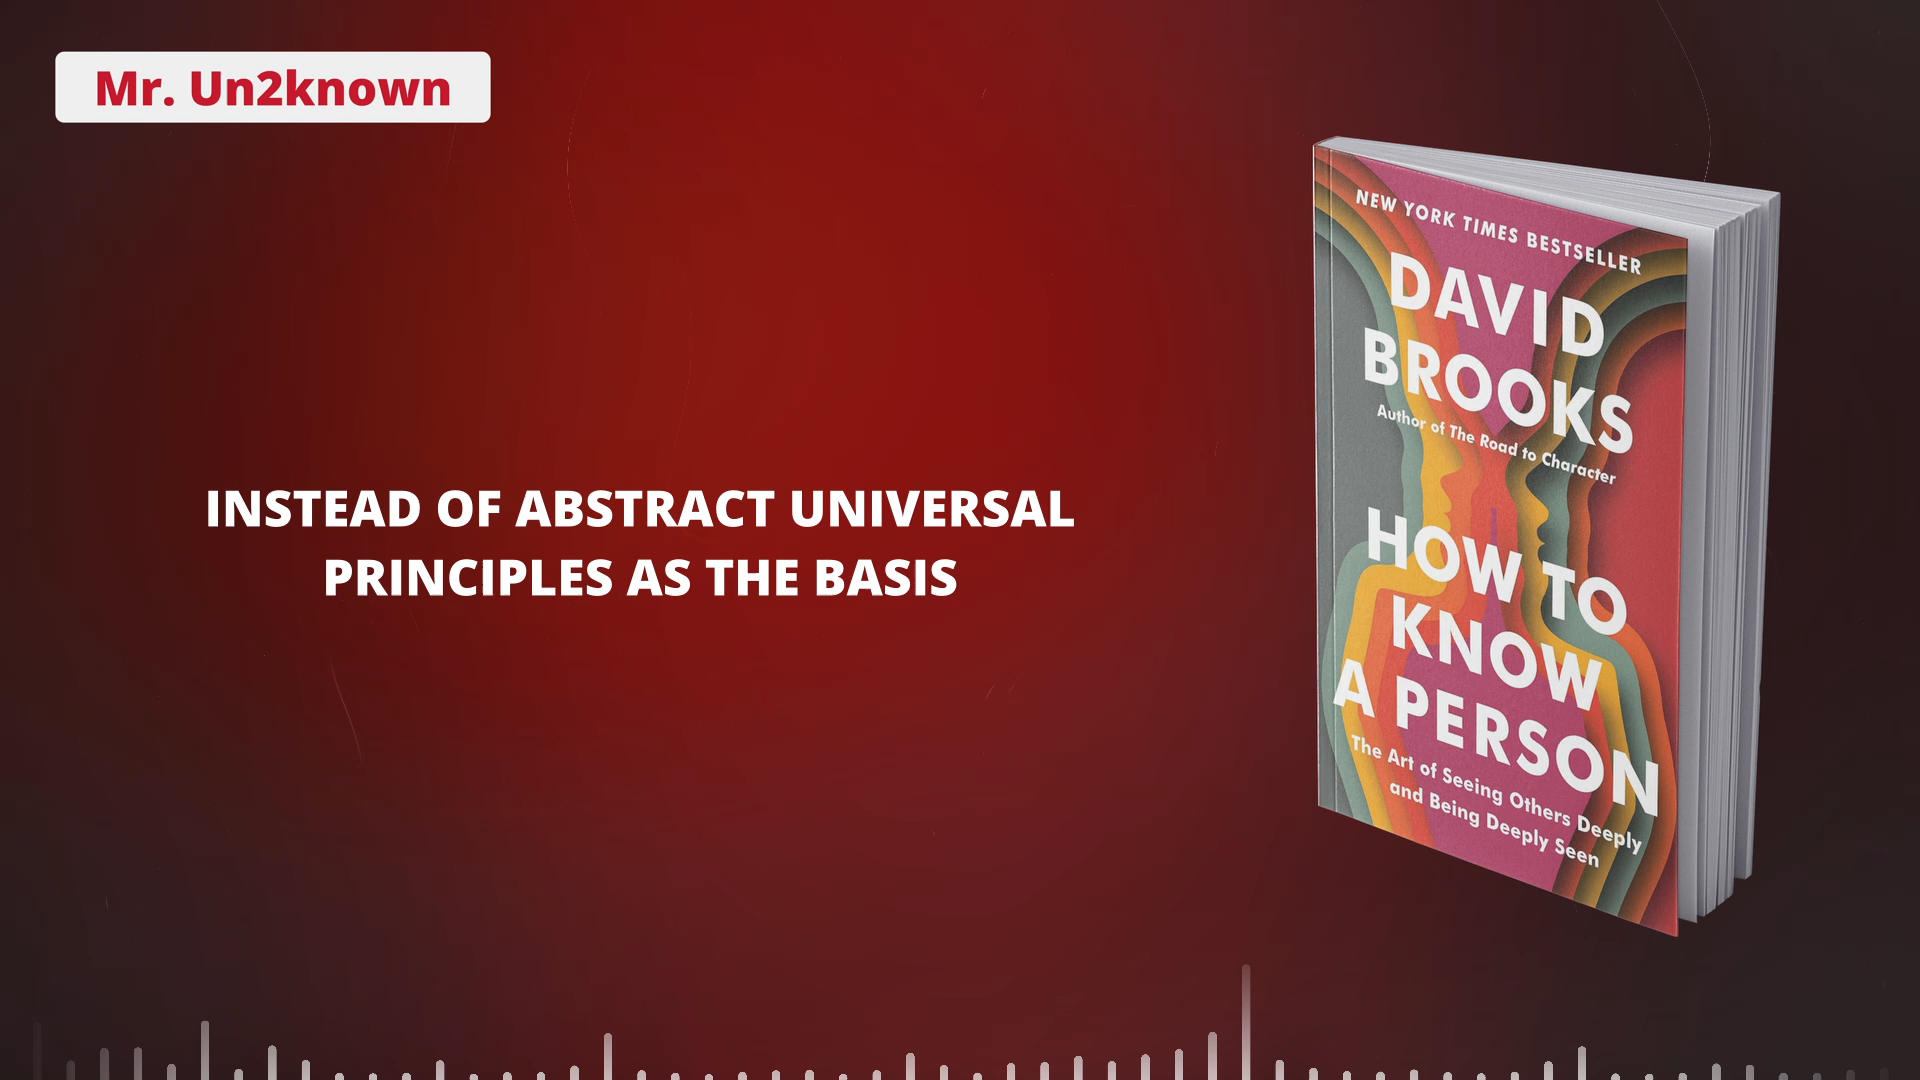 Mr. Un2known
INSTEAD OF ABSTRACT UNIVERSAL
PRINCIPLES AS THE BASIS
NEW YORK TIMES BESTSELLER
DAVID
BROOKS
Author of The Road to Character
HOW TO
KNOW
A PERSON
The Art of Seeing Others Deeply
and Being Deeply Seen